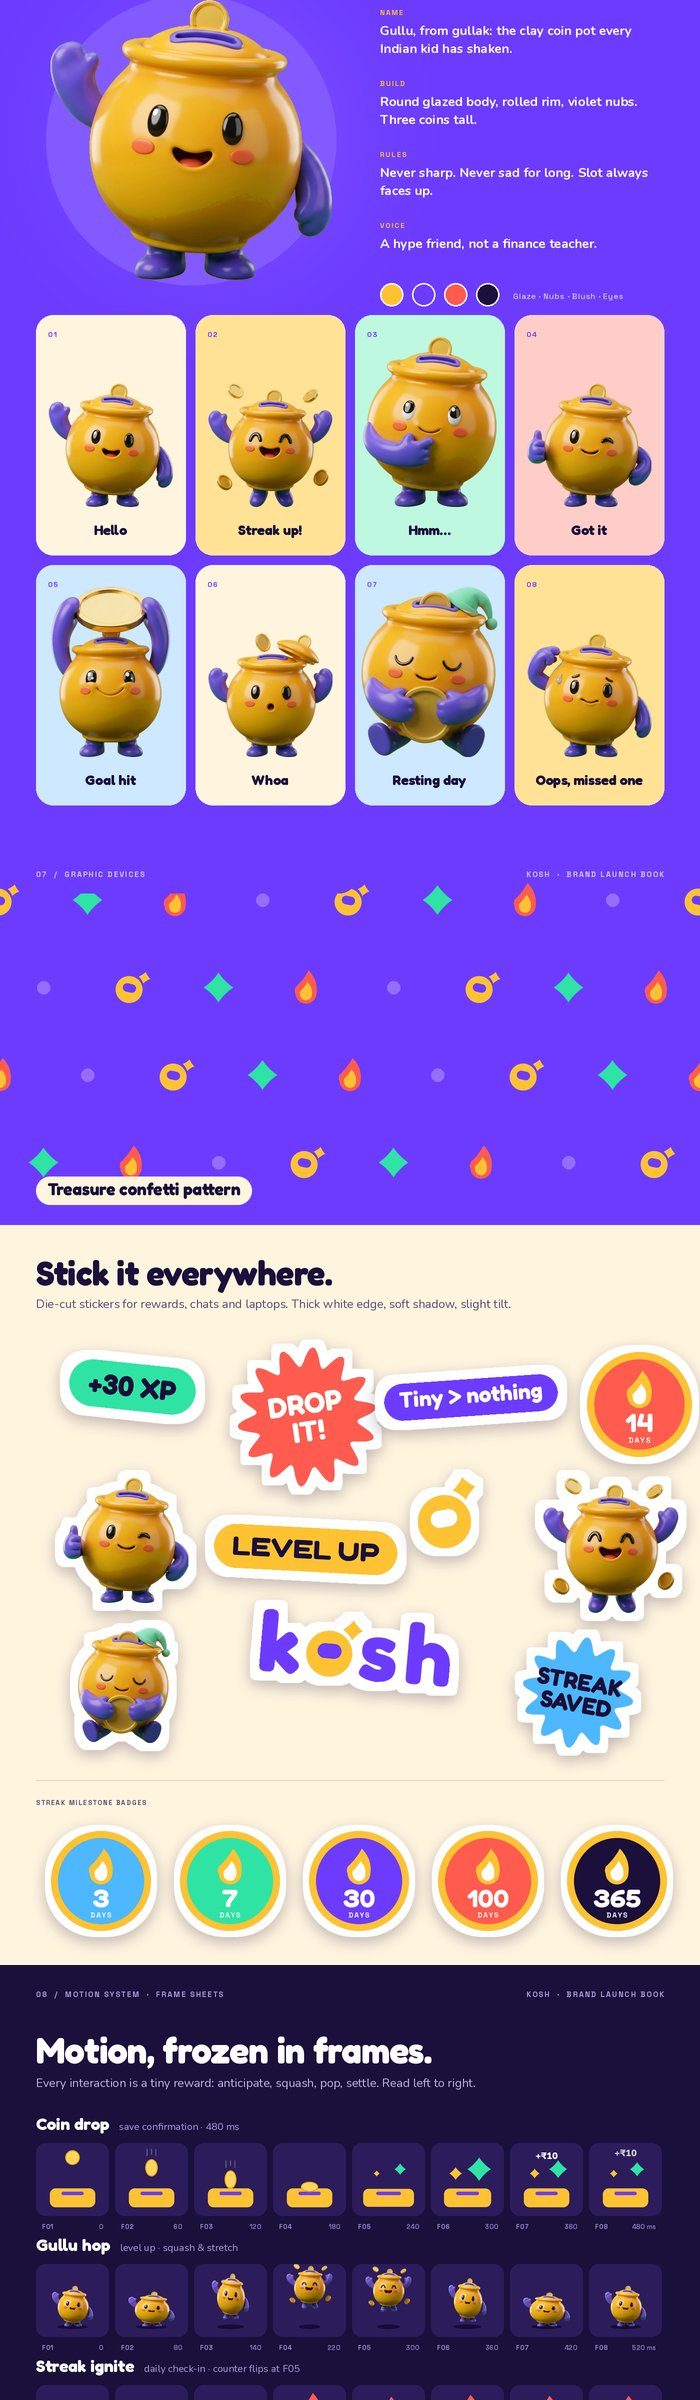 NAME
Gullu, from gullak: the clay coin pot every
Indian kid has shaken.
BUILD
Round glazed body, rolled rim, violet nubs.
Three coins tall.
RULES
Never sharp. Never sad for long. Slot always
faces up.
VOICE
A hype friend, not a finance teacher.
Glaze · Nubs · Blush · Eyes
01
Hello
02
Streak up!
03
Hmm...
04
Got it
05
Goal hit
06
Whoa
07
Resting day
08
Oops, missed one
07 / GRAPHIC DEVICES
KOSH · BRAND LAUNCH BOOK
Treasure confetti pattern
Stick it everywhere.
Die-cut stickers for rewards, chats and laptops. Thick white edge, soft shadow, slight tilt.
+30 XP
DROP
IT!
Tiny > nothing
14
DAYS
LEVEL UP
kosh
STREAK
SAVED
STREAK MILESTONE BADGES
3
DAYS
7
DAYS
30
DAYS
100
DAYS
365
DAYS
08 / MOTION SYSTEM · FRAME SHEETS
KOSH · BRAND LAUNCH BOOK
Motion, frozen in frames.
Every interaction is a tiny reward: anticipate, squash, pop, settle. Read left to right.
Coin drop save confirmation · 480 ms
+₹10
+₹10
F01 0 F02 60 F03 120 F04 180 F05 240 F06 300 F07 360 F08 480 ms
Gullu hop level up · squash & stretch
F01 0 F02 80 F03 140 F04 220 F05 300 F06 360 F07 420 F08 520 ms
Streak ignite daily check-in · counter flips at F05